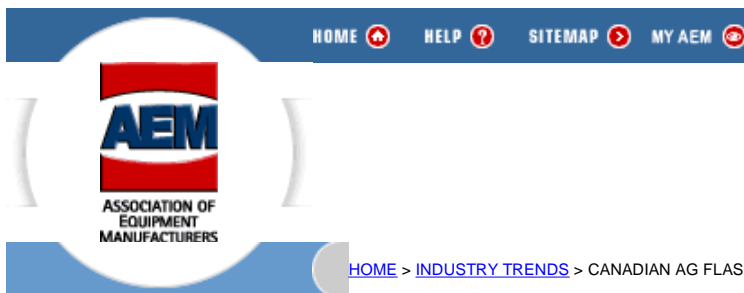 HOME HELP SITEMAP MY AEM
AEM
ASSOCIATION OF
EQUIPMENT
MANUFACTURERS
HOME > INDUSTRY TRENDS > CANADIAN AG FLAS